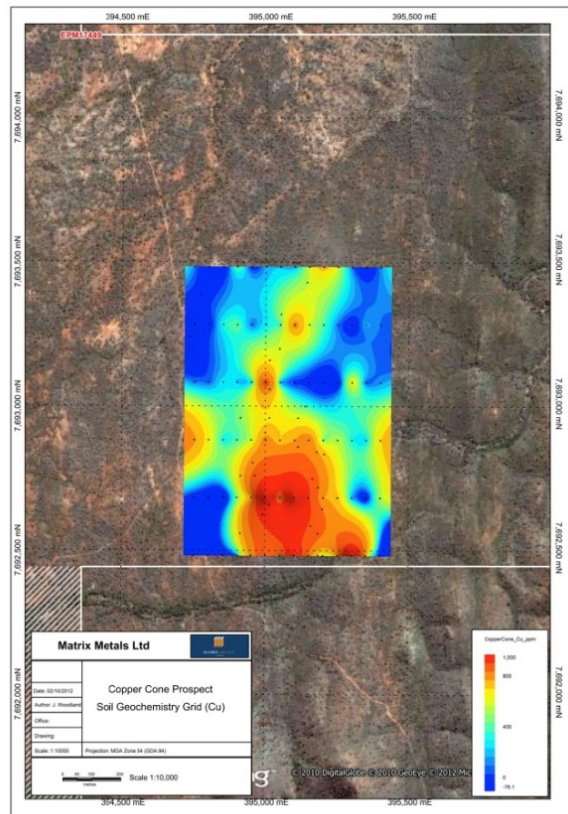 394,500 mE 395,000 mE 395,500 mE
EPM17449
7,694,000 mN 7,694,000 mN
7,693,500 mN 7,693,500 mN
7,693,000 mN 7,693,000 mN
7,692,500 mN 7,692,500 mN
7,692,000 mN 7,692,000 mN
Matrix Metals Ltd
Date: 02/10/2012
Author: J. Woodland
Office:
Drawing:
Scale: 1:10000
Projection: MGA Zone 54 (GDA 94)
Copper Cone Prospect
Soil Geochemistry Grid (Cu)
metres
Scale 1:10,000
© 2010 DigitalGlobe © 2010 GeoEye © 2012 Mic
CopperCone_Cu_ppm
1,000
800
400
0
-76.1
394,500 mE 395,000 mE 395,500 mE